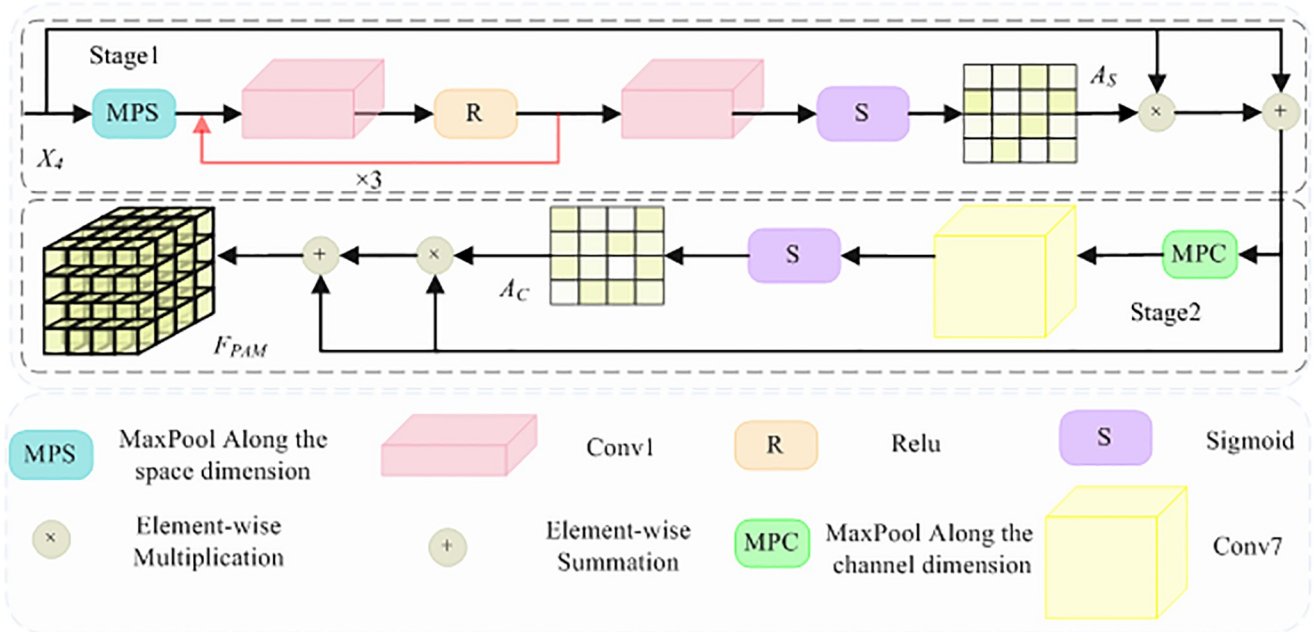 Stage1
MPS
R
S
A_S
×
+
X_4
×3
+
×
S
MPC
A_C
Stage2
F_PAM
MPS
MaxPool Along the
space dimension
Conv1
R
Relu
S
Sigmoid
×
Element-wise
Multiplication
+
Element-wise
Summation
MPC
MaxPool Along the
channel dimension
Conv7